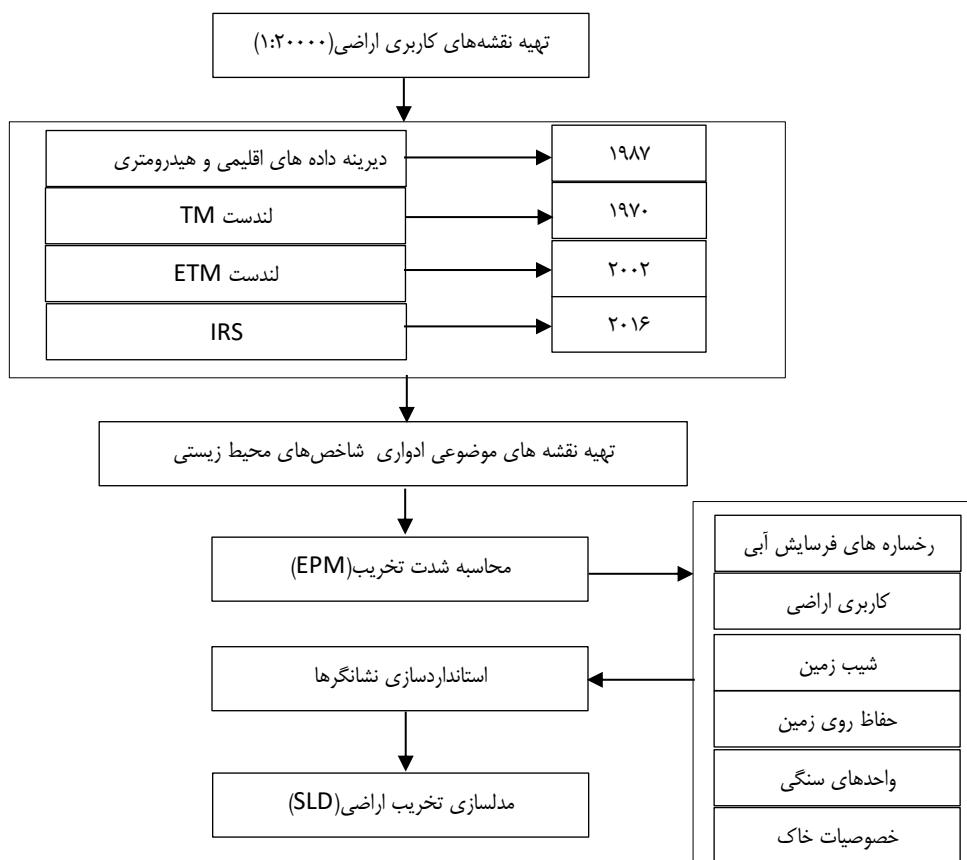 تهیه نقشه‌های کاربری اراضی(۱:۲۰۰۰۰)
دیرینه داده های اقلیمی و هیدرومتری
۱۹۸۷
لندست TM
۱۹۷۰
لندست ETM
۲۰۰۲
IRS
۲۰۱۶
تهیه نقشه های موضوعی ادواری شاخص‌های محیط زیستی
محاسبه شدت تخریب(EPM)
رخساره های فرسایش آبی
کاربری اراضی
شیب زمین
حفاظ روی زمین
واحدهای سنگی
خصوصیات خاک
استانداردسازی نشانگرها
مدلسازی تخریب اراضی(SLD)